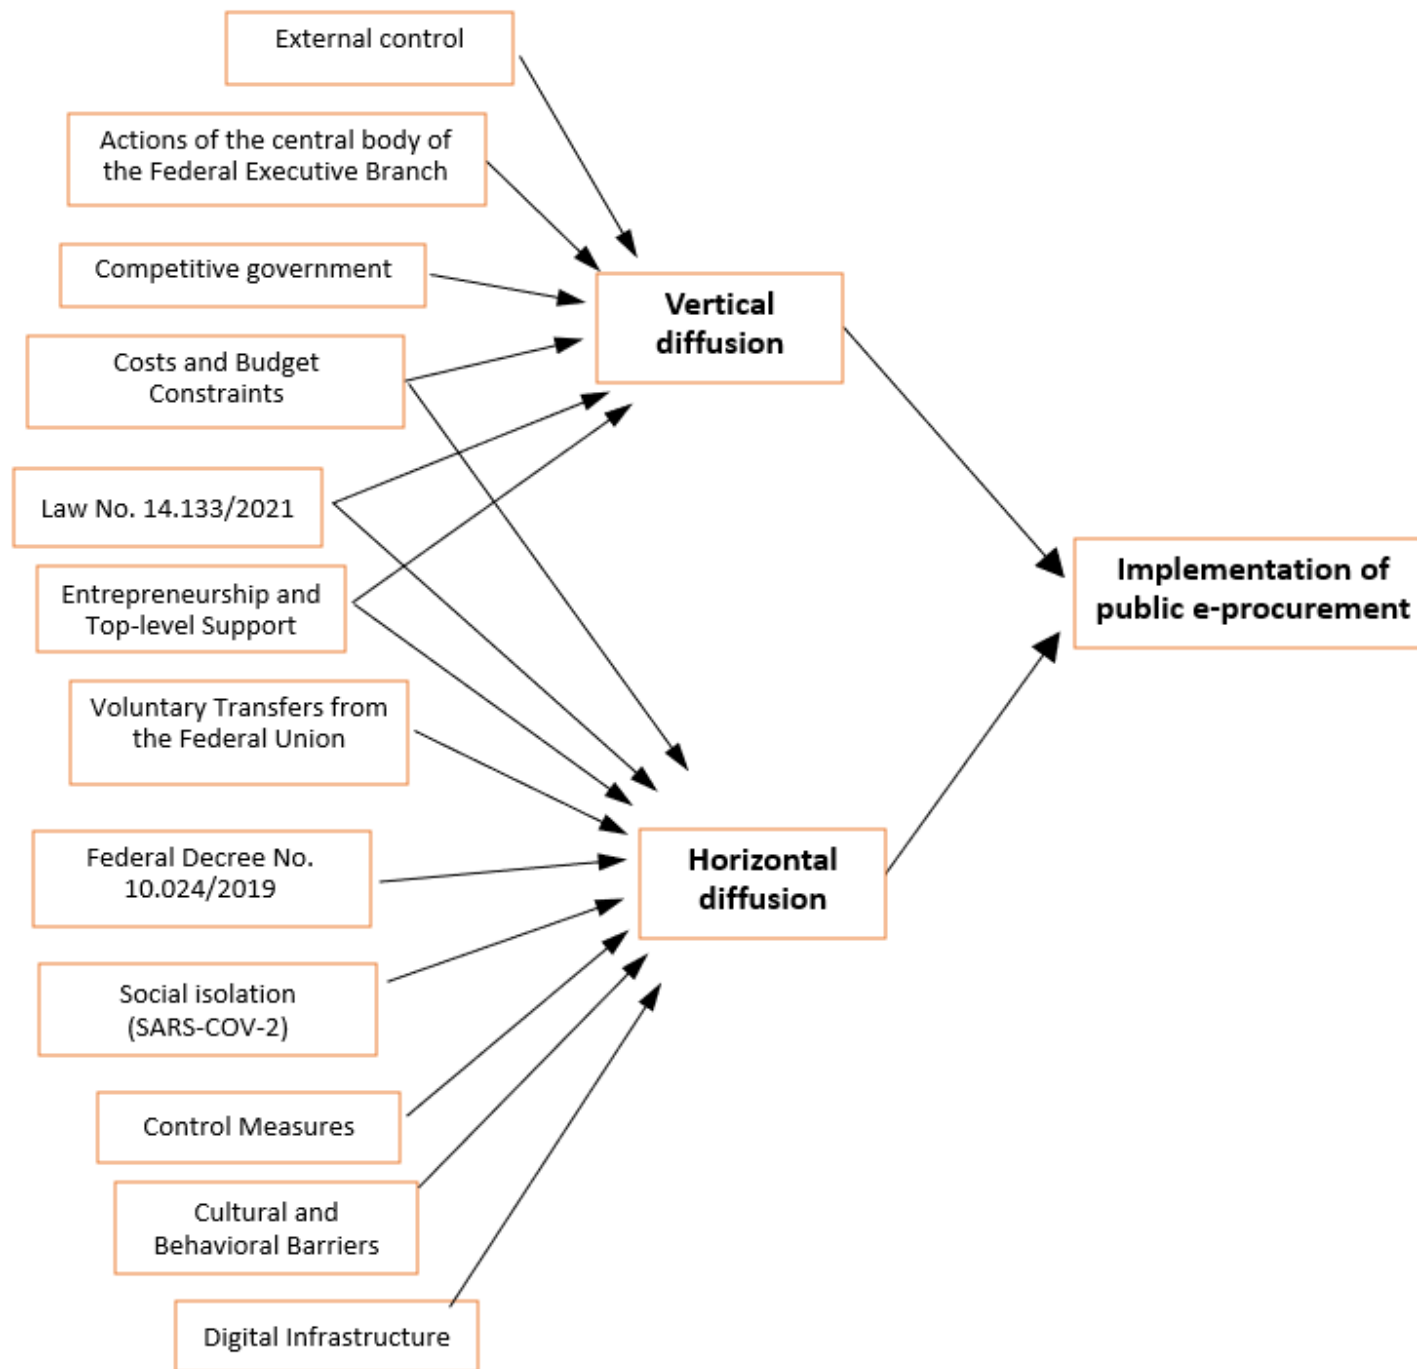 External control
Actions of the central body of
the Federal Executive Branch
Competitive government
Costs and Budget
Constraints
Law No. 14.133/2021
Entrepreneurship and
Top-level Support
Voluntary Transfers from
the Federal Union
Federal Decree No.
10.024/2019
Social isolation
(SARS-COV-2)
Control Measures
Cultural and
Behavioral Barriers
Digital Infrastructure
Vertical
diffusion
Horizontal
diffusion
Implementation of
public e-procurement